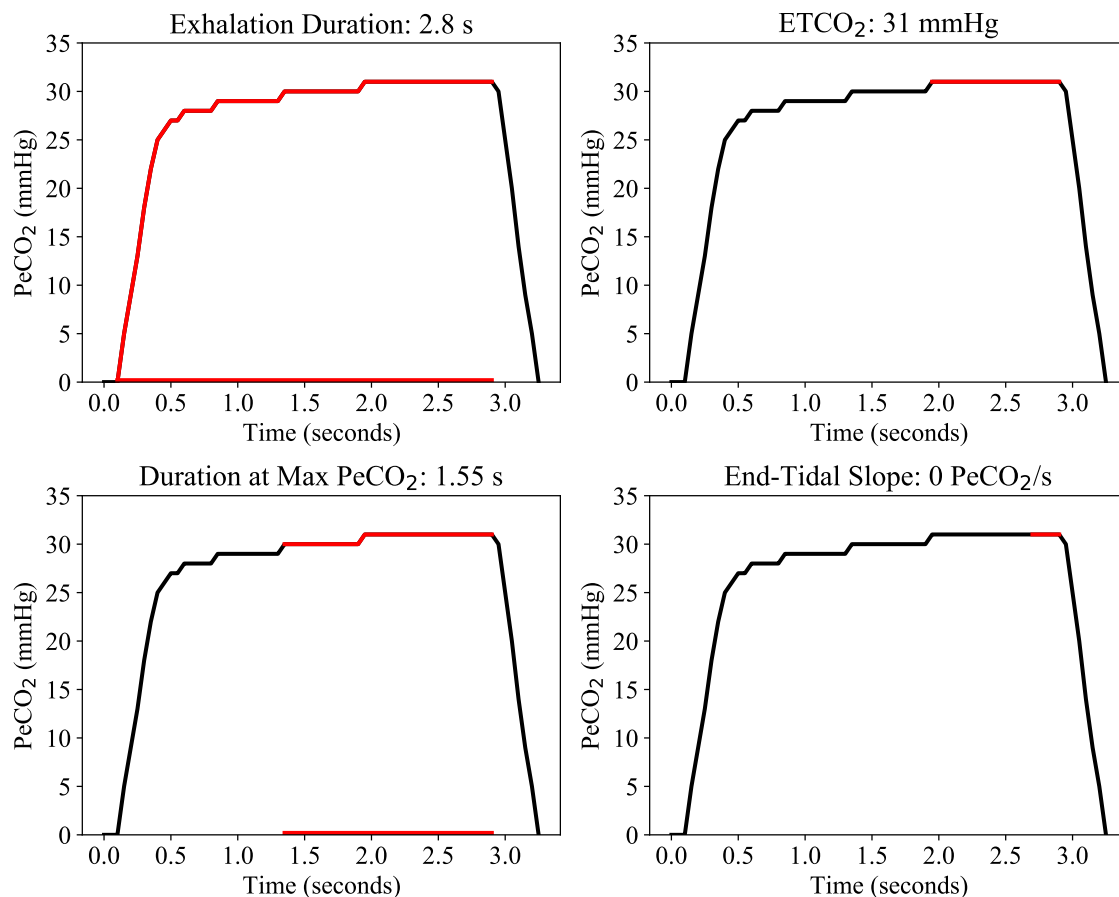 Exhalation Duration: 2.8 s
35
30
25
20
15
10
5
0
PeCO₂ (mmHg)
0.0 0.5 1.0 1.5 2.0 2.5 3.0
Time (seconds)
ETCO₂: 31 mmHg
35
30
25
20
15
10
5
0
PeCO₂ (mmHg)
0.0 0.5 1.0 1.5 2.0 2.5 3.0
Time (seconds)
Duration at Max PeCO₂: 1.55 s
35
30
25
20
15
10
5
0
PeCO₂ (mmHg)
0.0 0.5 1.0 1.5 2.0 2.5 3.0
Time (seconds)
End-Tidal Slope: 0 PeCO₂/s
35
30
25
20
15
10
5
0
PeCO₂ (mmHg)
0.0 0.5 1.0 1.5 2.0 2.5 3.0
Time (seconds)